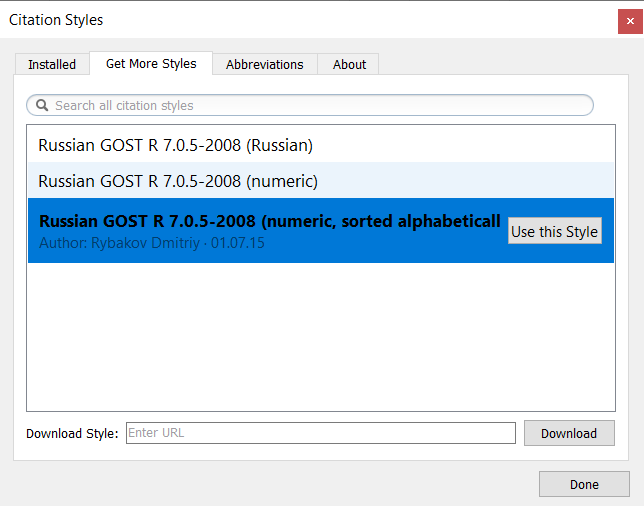 Citation Styles
Installed
Get More Styles
Abbreviations
About
Search all citation styles
Russian GOST R 7.0.5-2008 (Russian)
Russian GOST R 7.0.5-2008 (numeric)
Russian GOST R 7.0.5-2008 (numeric, sorted alphabeticall
Use this Style
Author: Rybakov Dmitriy · 01.07.15
Download Style:
Enter URL
Download
Done